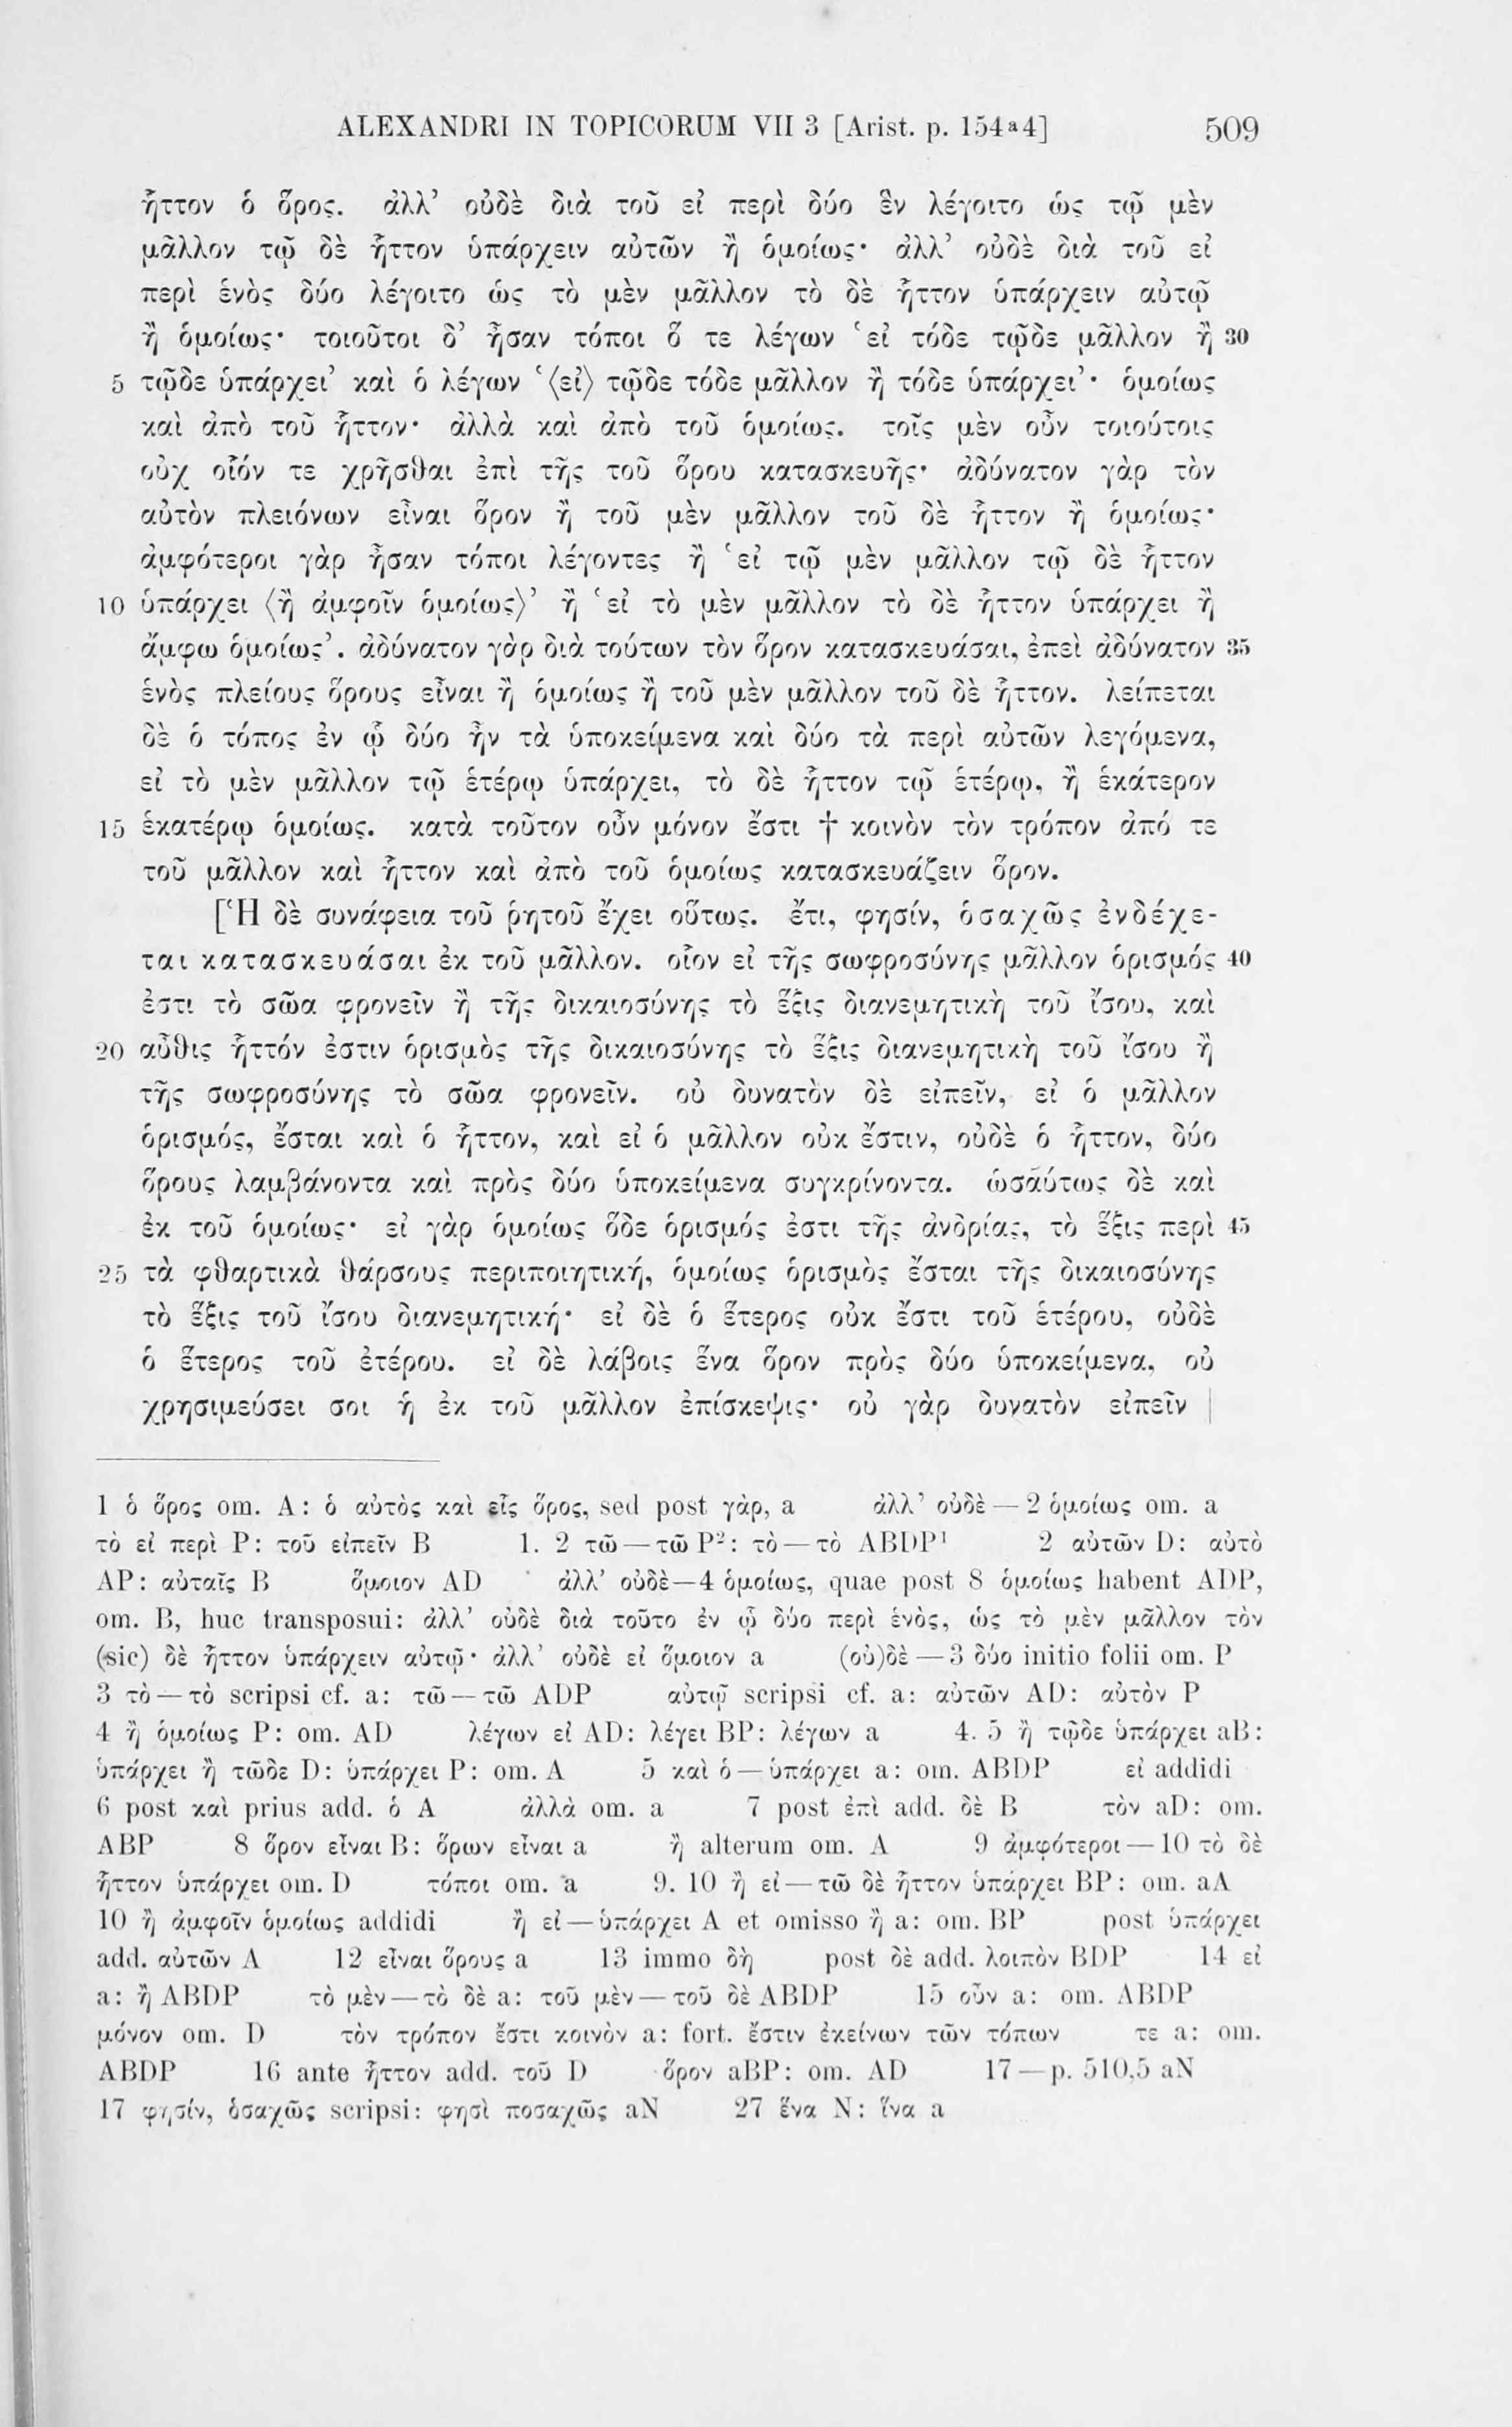 ALEXANDRI IN TOPICORUM VII 3 [Arist. p. 154ª4] 509
ἧττον ὁ ὅρος. ἀλλ’ οὐδὲ διὰ τοῦ εἰ περὶ δύο ἓν λέγοιτο ὡς τῷ μὲν
μᾶλλον τῷ δὲ ἧττον ὑπάρχειν αὐτῶν ἢ ὁμοίως· ἀλλ’ οὐδὲ διὰ τοῦ εἰ
περὶ ἑνὸς δύο λέγοιτο ὡς τὸ μὲν μᾶλλον τὸ δὲ ἧττον ὑπάρχειν αὐτῷ
ἢ ὁμοίως· τοιοῦτοι δ’ ἦσαν τόποι ὅ τε λέγων ‘εἰ τόδε τῷδε μᾶλλον ἢ 30
5 τῷδε ὑπάρχει’ καὶ ὁ λέγων ‘〈εἰ〉 τῷδε τόδε μᾶλλον ἢ τόδε ὑπάρχει’· ὁμοίως
καὶ ἀπὸ τοῦ ἧττον· ἀλλὰ καὶ ἀπὸ τοῦ ὁμοίως. τοῖς μὲν οὖν τοιούτοις
οὐχ οἷόν τε χρῆσθαι ἐπὶ τῆς τοῦ ὅρου κατασκευῆς· ἀδύνατον γὰρ τὸν
αὐτὸν πλειόνων εἶναι ὅρον ἢ τοῦ μὲν μᾶλλον τοῦ δὲ ἧττον ἢ ὁμοίως·
ἀμφότεροι γὰρ ἦσαν τόποι λέγοντες ἢ ‘εἰ τῷ μὲν μᾶλλον τῷ δὲ ἧττον
10 ὑπάρχει 〈ἢ ἀμφοῖν ὁμοίως〉’ ἢ ‘εἰ τὸ μὲν μᾶλλον τὸ δὲ ἧττον ὑπάρχει ἢ
ἄμφω ὁμοίως’. ἀδύνατον γὰρ διὰ τούτων τὸν ὅρον κατασκευάσαι, ἐπεὶ ἀδύνατον 35
ἑνὸς πλείους ὅρους εἶναι ἢ ὁμοίως ἢ τοῦ μὲν μᾶλλον τοῦ δὲ ἧττον. λείπεται
δὲ ὁ τόπος ἐν ᾧ δύο ἦν τὰ ὑποκείμενα καὶ δύο τὰ περὶ αὐτῶν λεγόμενα,
εἰ τὸ μὲν μᾶλλον τῷ ἑτέρῳ ὑπάρχει, τὸ δὲ ἧττον τῷ ἑτέρῳ, ἢ ἑκάτερον
15 ἑκατέρῳ ὁμοίως. κατὰ τοῦτον οὖν μόνον ἔστι † κοινὸν τὸν τρόπον ἀπό τε
τοῦ μᾶλλον καὶ ἧττον καὶ ἀπὸ τοῦ ὁμοίως κατασκευάζειν ὅρον.
[Ἡ δὲ συνάφεια τοῦ ῥητοῦ ἔχει οὕτως. ἔτι, φησίν, ὁσαχῶς ἐνδέχε-
ται κατασκευάσαι ἐκ τοῦ μᾶλλον. οἷον εἰ τῆς σωφροσύνης μᾶλλον ὁρισμός 40
ἐστι τὸ σῶα φρονεῖν ἢ τῆς δικαιοσύνης τὸ ἕξις διανεμητικὴ τοῦ ἴσου, καὶ
20 αὖθις ἧττόν ἐστιν ὁρισμὸς τῆς δικαιοσύνης τὸ ἕξις διανεμητικὴ τοῦ ἴσου ἢ
τῆς σωφροσύνης τὸ σῶα φρονεῖν. οὐ δυνατὸν δὲ εἰπεῖν, εἰ ὁ μᾶλλον
ὁρισμός, ἔσται καὶ ὁ ἧττον, καὶ εἰ ὁ μᾶλλον οὐκ ἔστιν, οὐδὲ ὁ ἧττον, δύο
ὅρους λαμβάνοντα καὶ πρὸς δύο ὑποκείμενα συγκρίνοντα. ὡσαύτως δὲ καὶ
ἐκ τοῦ ὁμοίως· εἰ γὰρ ὁμοίως ὅδε ὁρισμός ἐστι τῆς ἀνδρίας, τὸ ἕξις περὶ 45
25 τὰ φθαρτικὰ θάρσους περιποιητική, ὁμοίως ὁρισμὸς ἔσται τῆς δικαιοσύνης
τὸ ἕξις τοῦ ἴσου διανεμητική· εἰ δὲ ὁ ἕτερος οὐκ ἔστι τοῦ ἑτέρου, οὐδὲ
ὁ ἕτερος τοῦ ἑτέρου. εἰ δὲ λάβοις ἕνα ὅρον πρὸς δύο ὑποκείμενα, οὐ
χρησιμεύσει σοι ἡ ἐκ τοῦ μᾶλλον ἐπίσκεψις· οὐ γὰρ δυνατὸν εἰπεῖν |
1 ὁ ὅρος om. A: ὁ αὐτὸς καὶ εἷς ὅρος, sed post γὰρ, a ἀλλ’ οὐδὲ — 2 ὁμοίως om. a
τὸ εἰ περὶ P: τοῦ εἰπεῖν B 1. 2 τῶ — τῶ P²: τὸ — τὸ ABDP¹ 2 αὐτῶν D: αὐτὸ
AP: αὐταῖς B ὅμοιον AD ἀλλ’ οὐδὲ—4 ὁμοίως, quae post 8 ὁμοίως habent ADP,
om. B, huc transposui: ἀλλ’ οὐδὲ διὰ τοῦτο ἐν ᾧ δύο περὶ ἑνὸς, ὡς τὸ μὲν μᾶλλον τὸν
(sic) δὲ ἧττον ὑπάρχειν αὐτῷ· ἀλλ’ οὐδὲ εἰ ὅμοιον a (οὐ)δὲ — 3 δύο initio folii om. P
3 τὸ — τὸ scripsi cf. a: τῶ — τῶ ADP αὐτῷ scripsi cf. a: αὐτῶν AD: αὐτὸν P
4 ἢ ὁμοίως P: om. AD λέγων εἰ AD: λέγει BP: λέγων a 4. 5 ἢ τῷδε ὑπάρχει aB:
ὑπάρχει ἢ τῶδε D: ὑπάρχει P: om. A 5 καὶ ὁ — ὑπάρχει a: om. ABDP εἰ addidi
6 post καὶ prius add. ὁ A ἀλλὰ om. a 7 post ἐπὶ add. δὲ B τὸν aD: om.
ABP 8 ὅρον εἶναι B: ὅρων εἶναι a ἢ alterum om. A 9 ἀμφότεροι — 10 τὸ δὲ
ἧττον ὑπάρχει om. D τόποι om. a 9. 10 ἢ εἰ — τῶ δὲ ἧττον ὑπάρχει BP: om. aA
10 ἢ ἀμφοῖν ὁμοίως addidi ἢ εἰ — ὑπάρχει A et omisso ἢ a: om. BP post ὑπάρχει
add. αὐτῶν A 12 εἶναι ὅρους a 13 immo δὴ post δὲ add. λοιπὸν BDP 14 εἰ
a: ἢ ABDP τὸ μὲν — τὸ δὲ a: τοῦ μὲν — τοῦ δὲ ABDP 15 οὖν a: om. ABDP
μόνον om. D τὸν τρόπον ἔστι κοινὸν a: fort. ἔστιν ἐκείνων τῶν τόπων τε a: om.
ABDP 16 ante ἧττον add. τοῦ D ὅρον aBP: om. AD 17 — p. 510,5 aN
17 φησίν, ὁσαχῶς scripsi: φησὶ ποσαχῶς aN 27 ἕνα N: ἵνα a